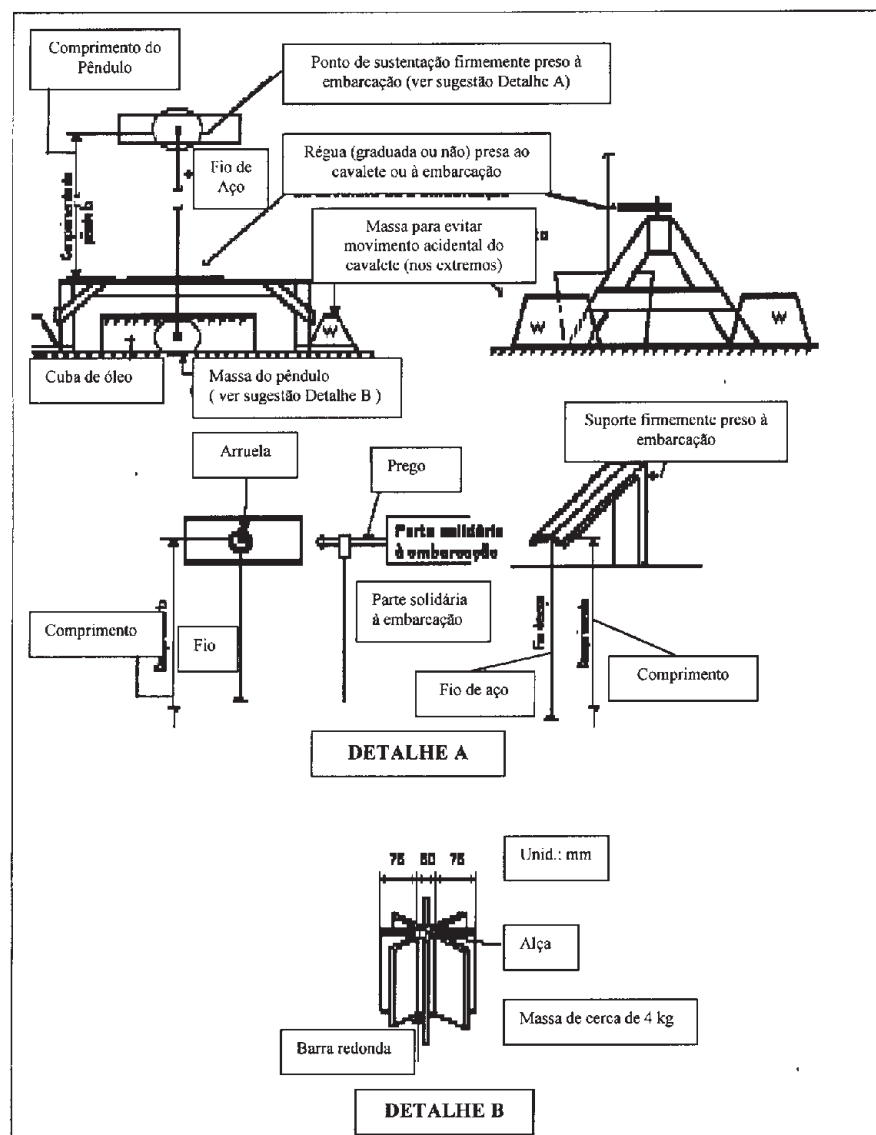 Comprimento do
Pêndulo
Ponto de sustentação firmemente preso à
embarcação (ver sugestão Detalhe A)
Régua (graduada ou não) presa ao
cavalete ou à embarcação
Fio de
Aço
Massa para evitar
movimento acidental do
cavalete (nos extremos)
W
W
W
Cuba de óleo
Massa do pêndulo
( ver sugestão Detalhe B )
Suporte firmemente preso à
embarcação
Arruela
Prego
Parte solidária
à embarcação
Parte solidária
à embarcação
Comprimento
Fio
Fio de aço
Comprimento
DETALHE A
Unid.: mm
Alça
Massa de cerca de 4 kg
Barra redonda
DETALHE B